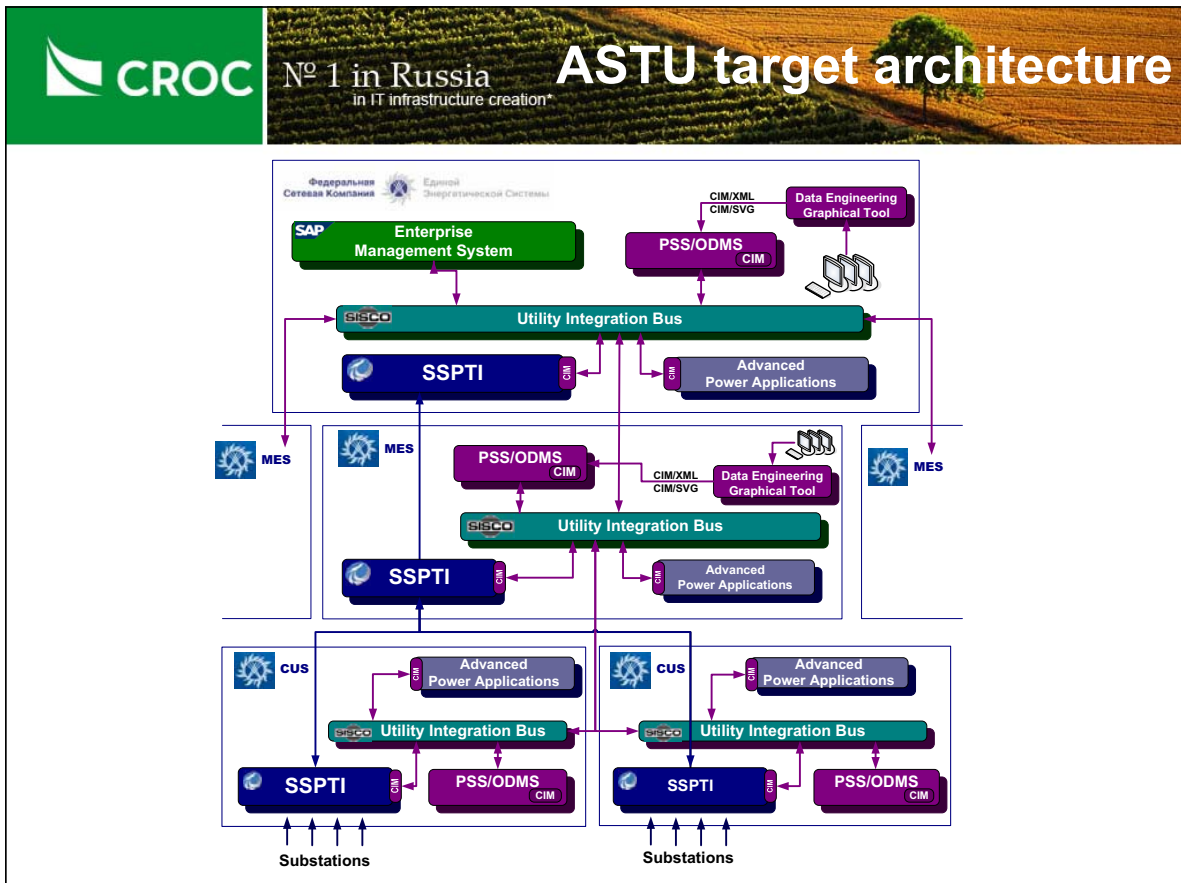 CROC
№ 1 in Russia
in IT infrastructure creation*
ASTU target architecture
Федеральная
Сетевая Компания
Единой
Энергетической Системы
SAP
Enterprise
Management System
CIM/XML
CIM/SVG
Data Engineering
Graphical Tool
PSS/ODMS
CIM
SISCO
Utility Integration Bus
SSPTI
CIM
CIM
Advanced
Power Applications
MES
MES
PSS/ODMS
CIM
CIM/XML
CIM/SVG
Data Engineering
Graphical Tool
MES
SISCO
Utility Integration Bus
SSPTI
CIM
CIM
Advanced
Power Applications
CUS
CIM
Advanced
Power Applications
SISCO
Utility Integration Bus
SSPTI
CIM
PSS/ODMS
CIM
Substations
CUS
CIM
Advanced
Power Applications
SISCO
Utility Integration Bus
SSPTI
CIM
PSS/ODMS
CIM
Substations